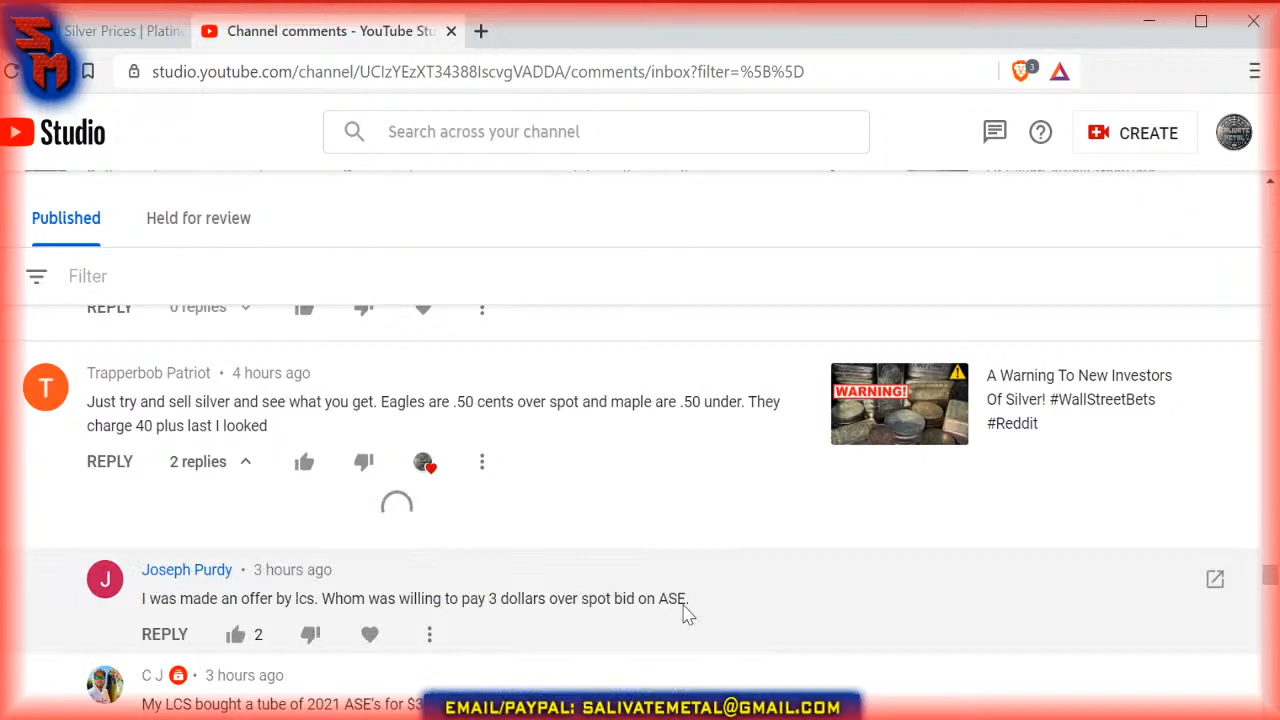 SM
Silver Prices | Platin
Channel comments - YouTube Stu
studio.youtube.com/channel/UCIzYEzXT34388IscvgVADDA/comments/inbox?filter=%5B%5D
3
Studio
Search across your channel
CREATE
SALIVATE
METAL
Published
Held for review
Filter
REPLY
0 replies
T
Trapperbob Patriot • 4 hours ago
Just try and sell over and see what you get. Eagles are .50 cents over spot and maple are .50 under. They
charge 40 plus last I looked
REPLY
2 replies
WARNING!
A Warning To New Investors
Of Silver! #WallStreetBets
#Reddit
J
Joseph Purdy • 3 hours ago
I was made an offer by lcs. Whom was willing to pay 3 dollars over spot bid on ASE.
REPLY
2
C J • 3 hours ago
My LCS bought a tube of 2021 ASE's for $3
EMAIL/PAYPAL: SALIVATEMETAL@GMAIL.COM